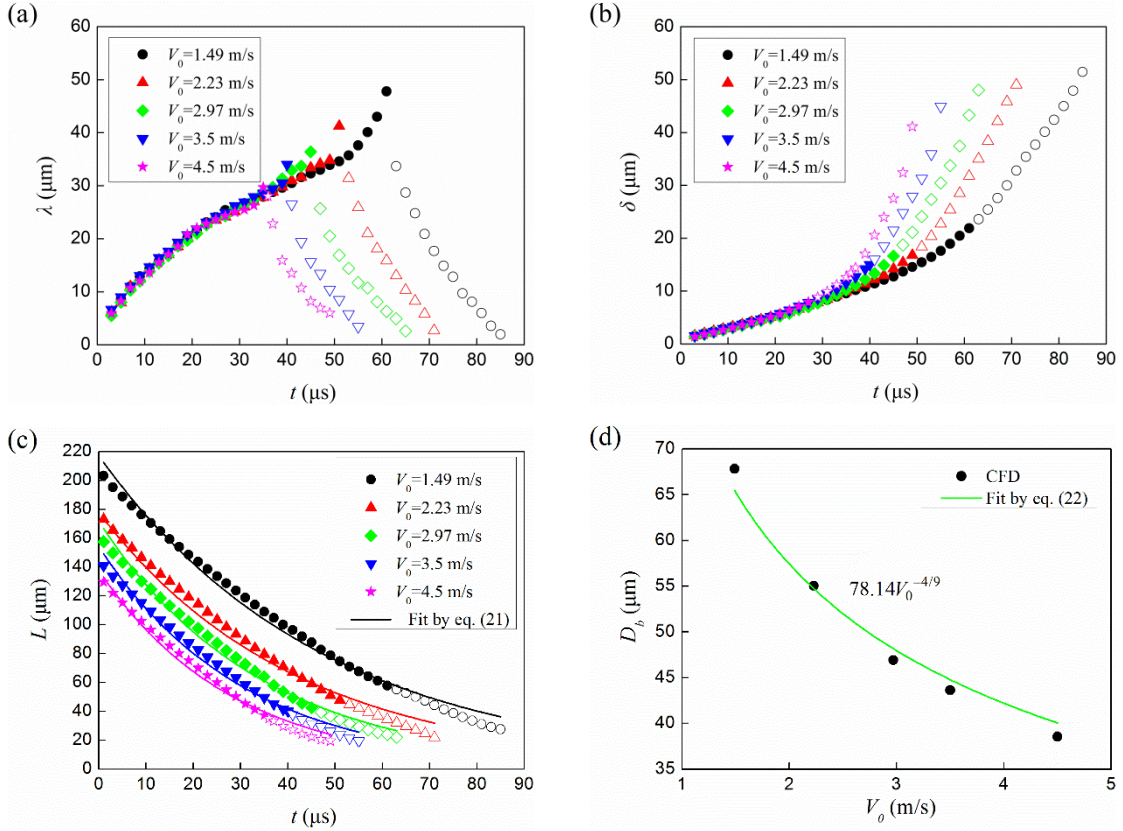 (a)
60
50
40
30
20
10
0
λ (μm)
V₀=1.49 m/s
V₀=2.23 m/s
V₀=2.97 m/s
V₀=3.5 m/s
V₀=4.5 m/s
0 10 20 30 40 50 60 70 80 90
t (μs)
(b)
60
50
40
30
20
10
0
δ (μm)
V₀=1.49 m/s
V₀=2.23 m/s
V₀=2.97 m/s
V₀=3.5 m/s
V₀=4.5 m/s
0 10 20 30 40 50 60 70 80 90
t (μs)
(c)
220
200
180
160
140
120
100
80
60
40
20
0
L (μm)
V₀=1.49 m/s
V₀=2.23 m/s
V₀=2.97 m/s
V₀=3.5 m/s
V₀=4.5 m/s
Fit by eq. (21)
0 10 20 30 40 50 60 70 80 90
t (μs)
(d)
70
65
60
55
50
45
40
35
D_b (μm)
CFD
Fit by eq. (22)
78.14V₀^-4/9
1 2 3 4 5
V₀ (m/s)